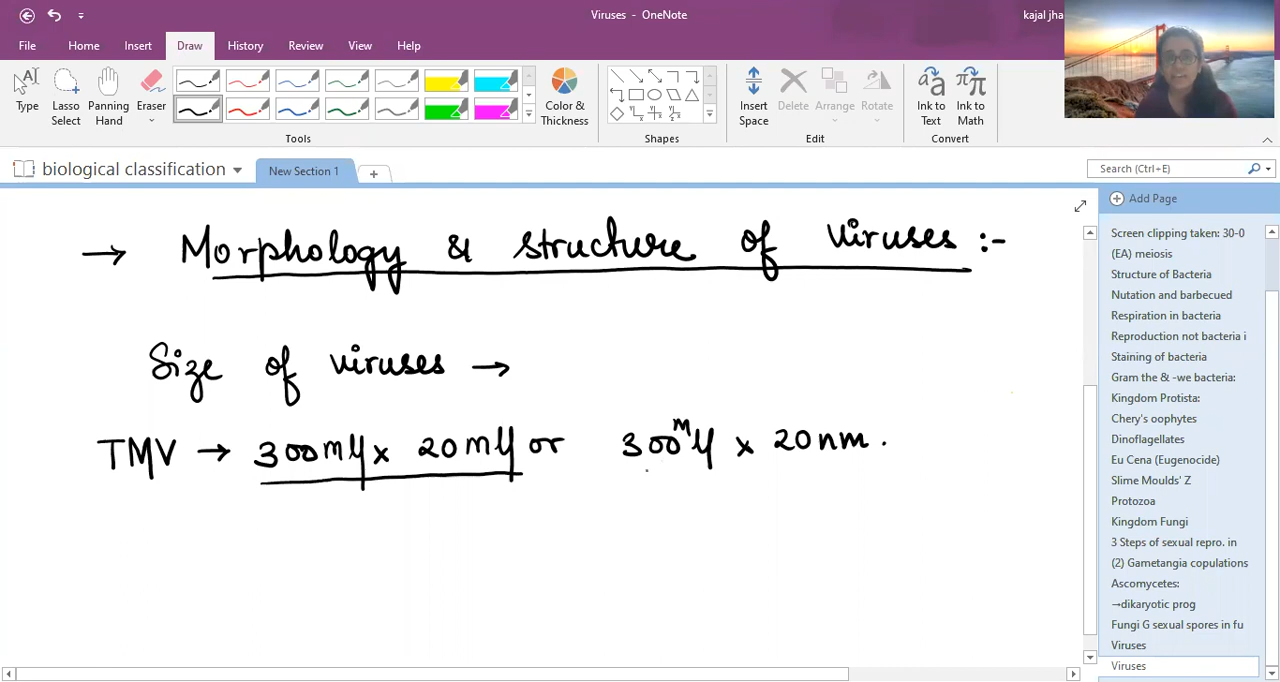 Viruses - OneNote
kajal jha
File Home Insert Draw History Review View Help
Type
Lasso Select
Panning Hand
Eraser
Color & Thickness
Insert Space
Delete
Arrange
Rotate
Ink to Text
Ink to Math
Tools
Shapes
Edit
Convert
biological classification
New Section 1
Search (Ctrl+E)
Add Page
→ Morphology & structure of viruses :-
Size of viruses →
TMV → 300mμ x 20mμ or 300mμ x 20nm.
Screen clipping taken: 30-0
(EA) meiosis
Structure of Bacteria
Nutation and barbecued
Respiration in bacteria
Reproduction not bacteria i
Staining of bacteria
Gram the & -we bacteria:
Kingdom Protista:
Chery's oophytes
Dinoflagellates
Eu Cena (Eugenocide)
Slime Moulds' Z
Protozoa
Kingdom Fungi
3 Steps of sexual repro. in
(2) Gametangia copulations
Ascomycetes:
→dikaryotic prog
Fungi G sexual spores in fu
Viruses
Viruses